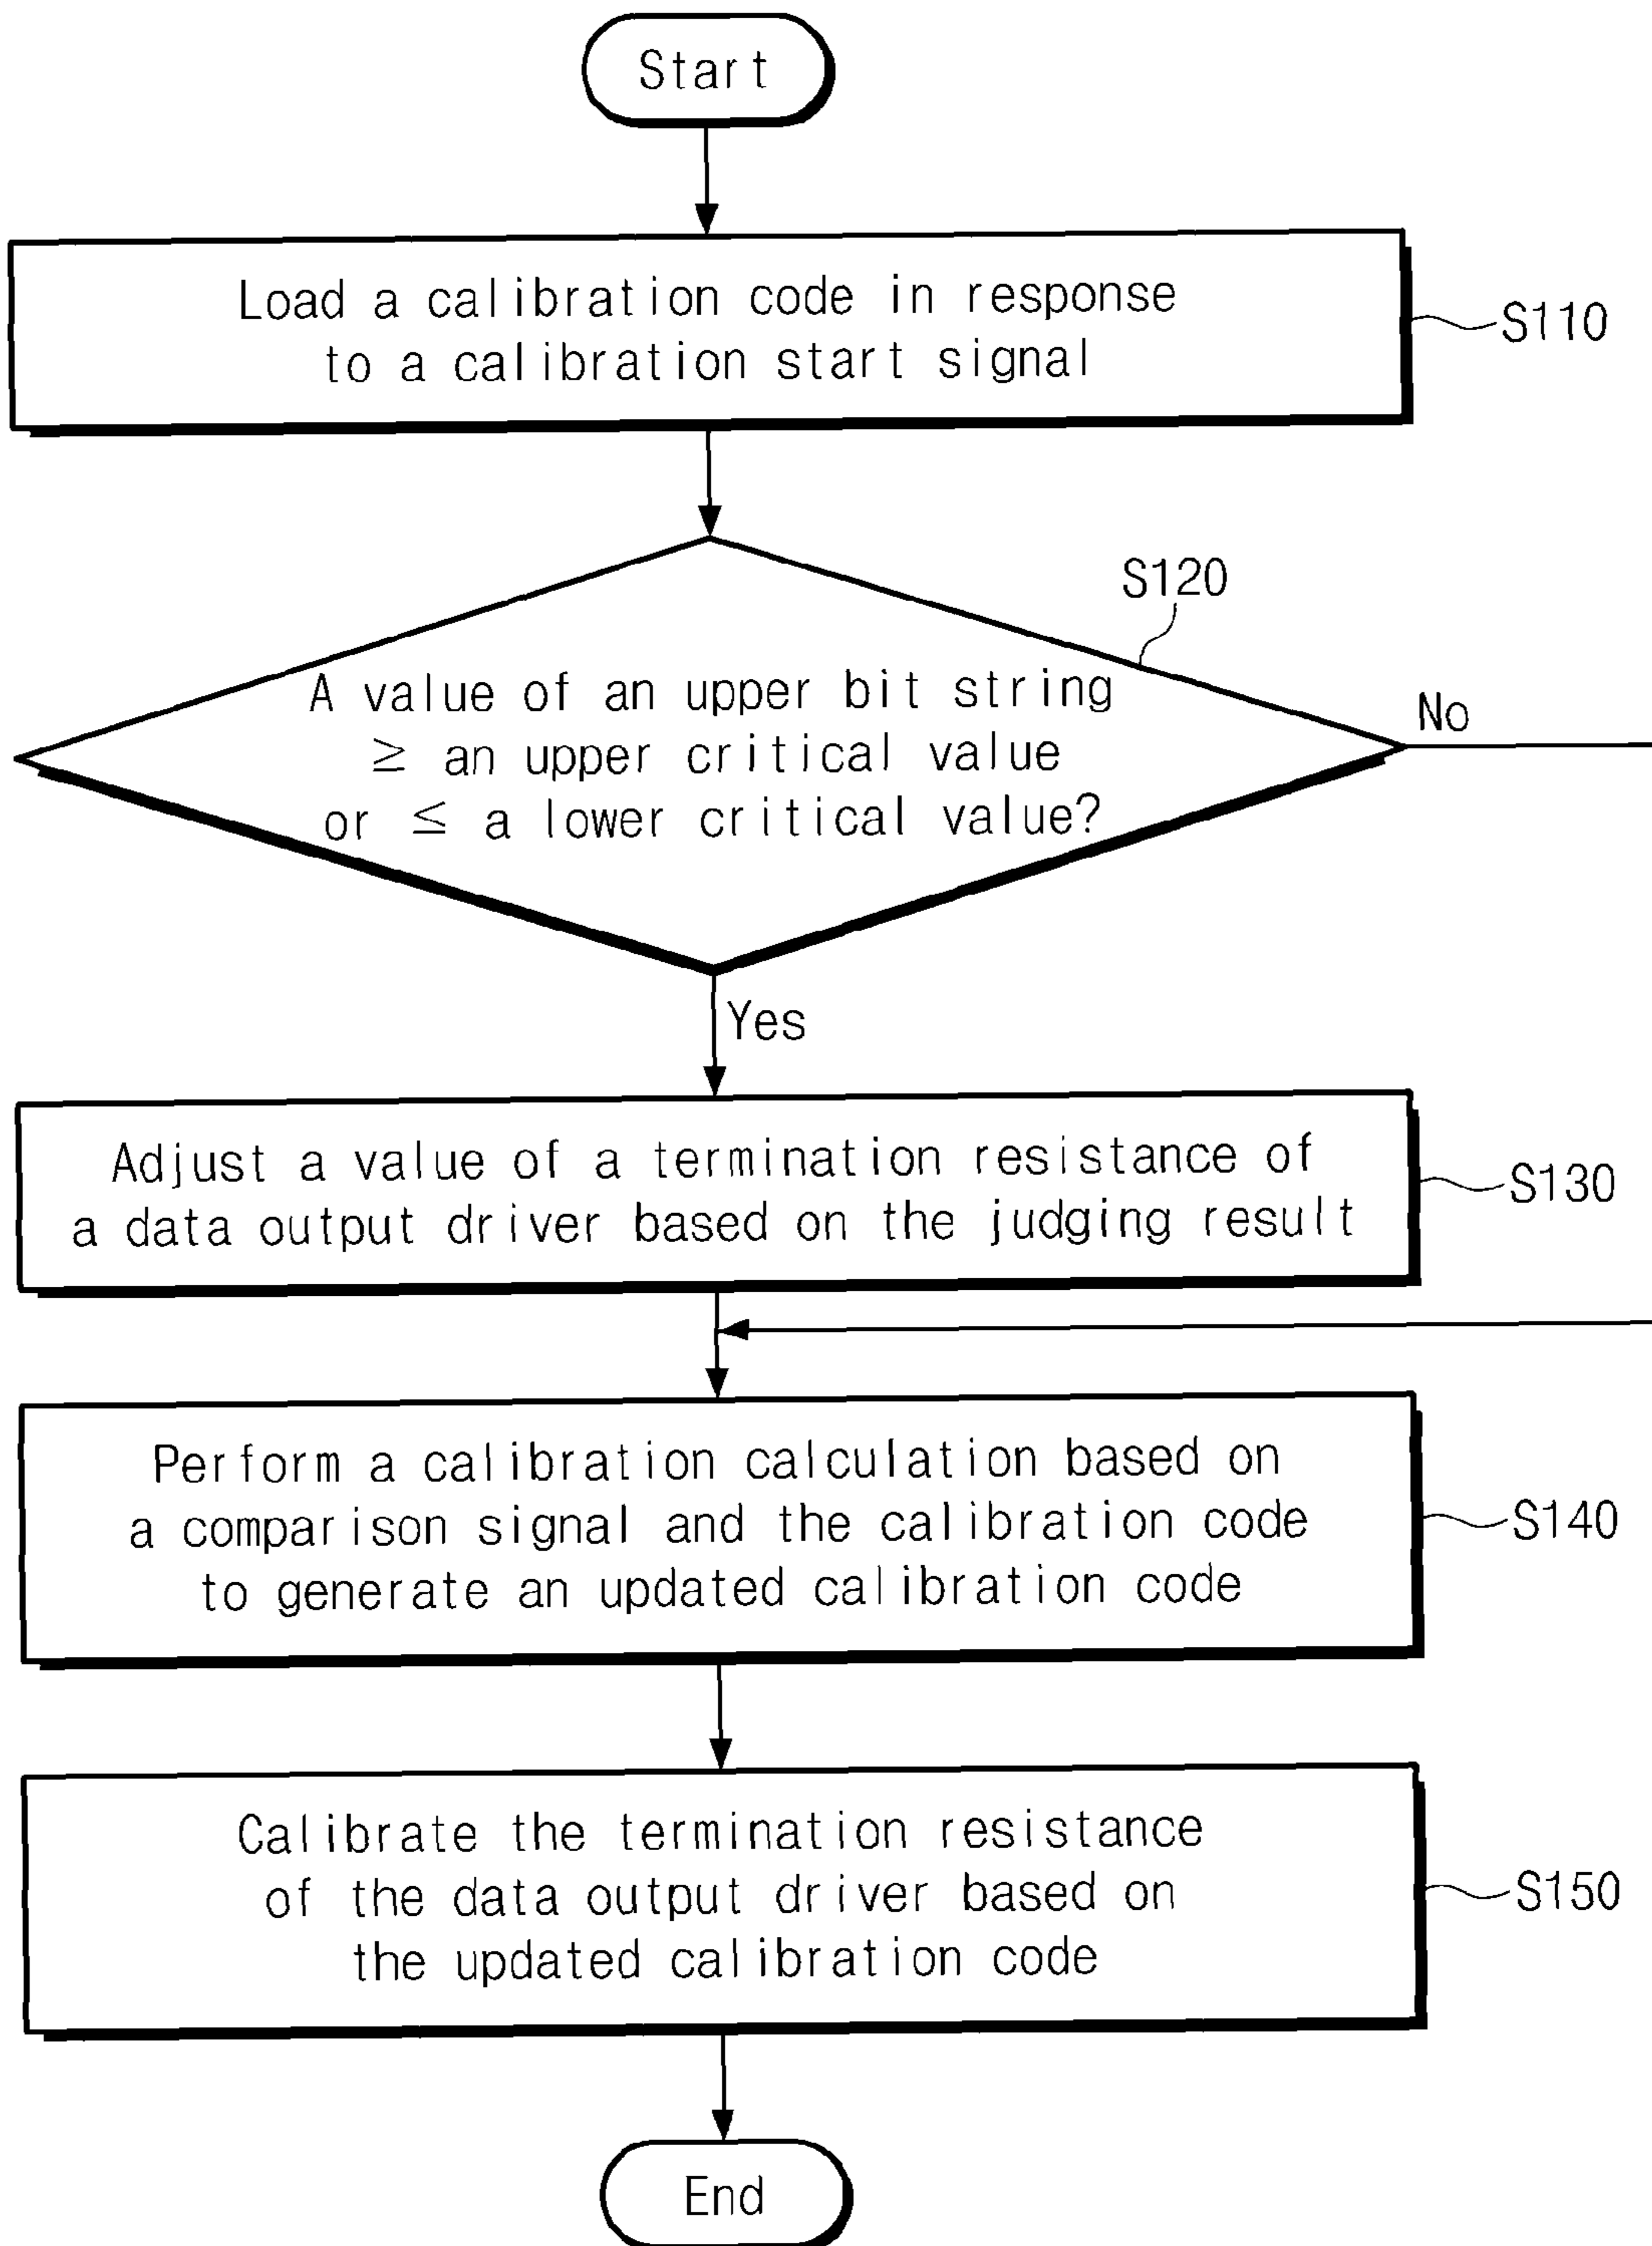 Start
Load a calibration code in response
to a calibration start signal
S110
S120
A value of an upper bit string
≥ an upper critical value
or ≤ a lower critical value?
No
Yes
Adjust a value of a termination resistance of
a data output driver based on the judging result
S130
Perform a calibration calculation based on
a comparison signal and the calibration code
to generate an updated calibration code
S140
Calibrate the termination resistance
of the data output driver based on
the updated calibration code
S150
End